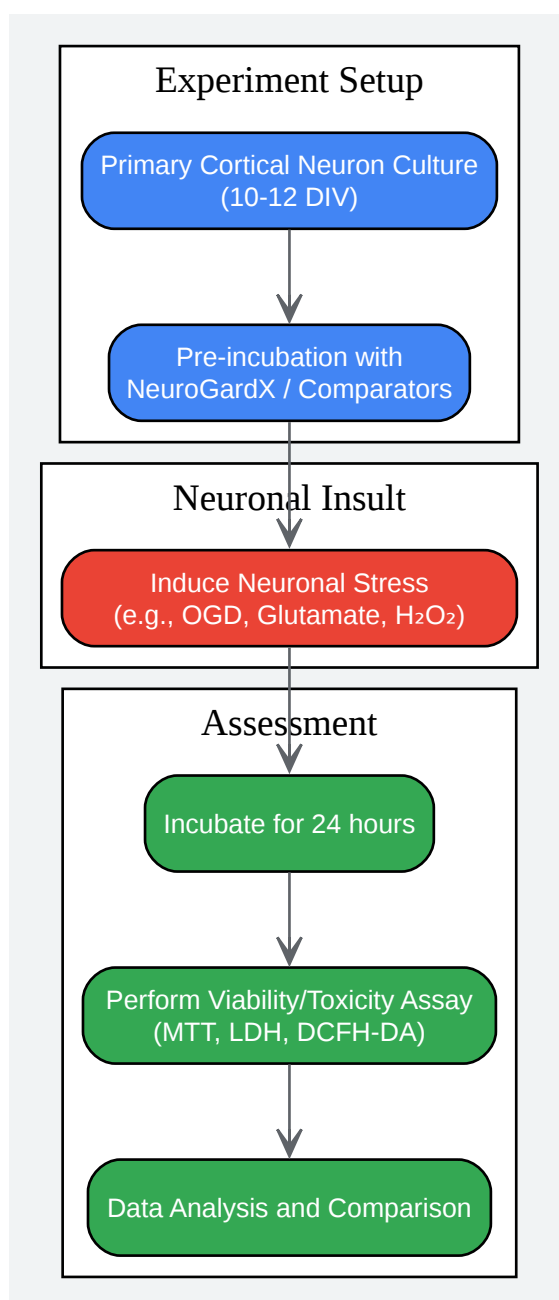 Experiment Setup
Primary Cortical Neuron Culture
(10-12 DIV)
Pre-incubation with
NeuroGardX / Comparators
Neuronal Insult
Induce Neuronal Stress
(e.g., OGD, Glutamate, H₂O₂)
Assessment
Incubate for 24 hours
Perform Viability/Toxicity Assay
(MTT, LDH, DCFH-DA)
Data Analysis and Comparison